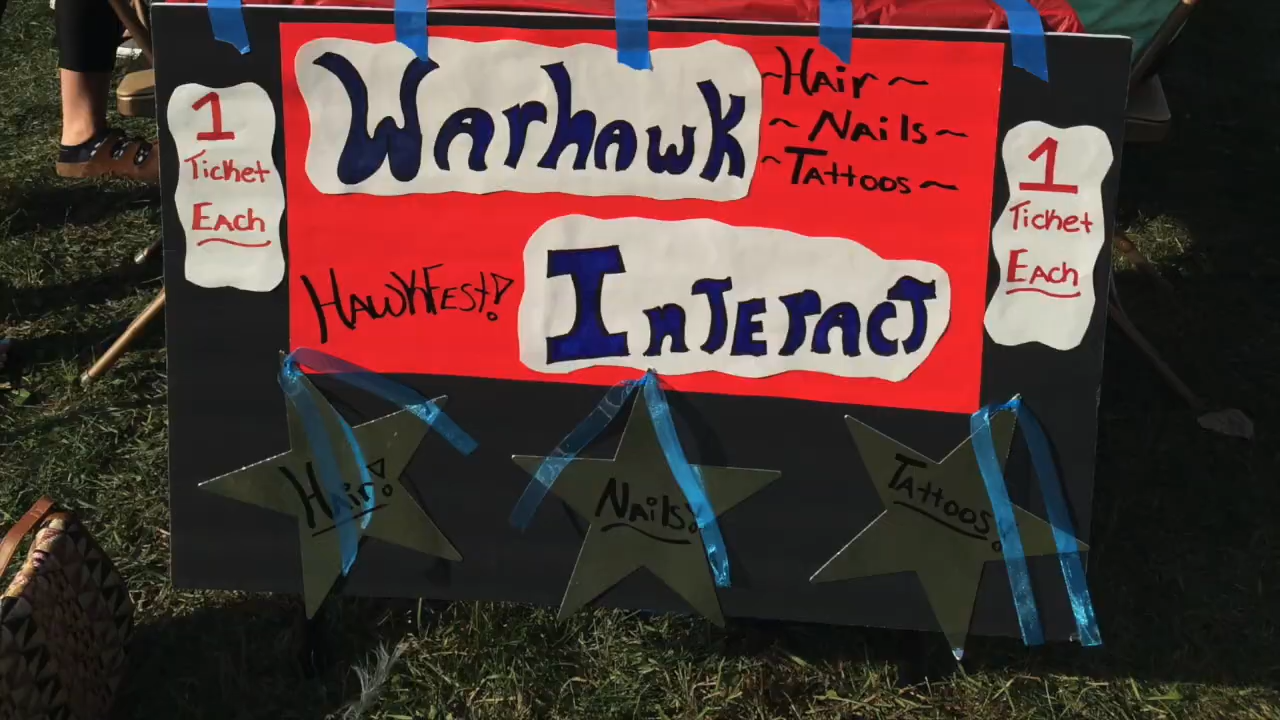 Warhawk
~Hair~
~Nails~
~Tattoos~
1
Ticket
Each
1
Ticket
Each
HawkFest!
Interact
Hair!
Nails!
Tattoos!